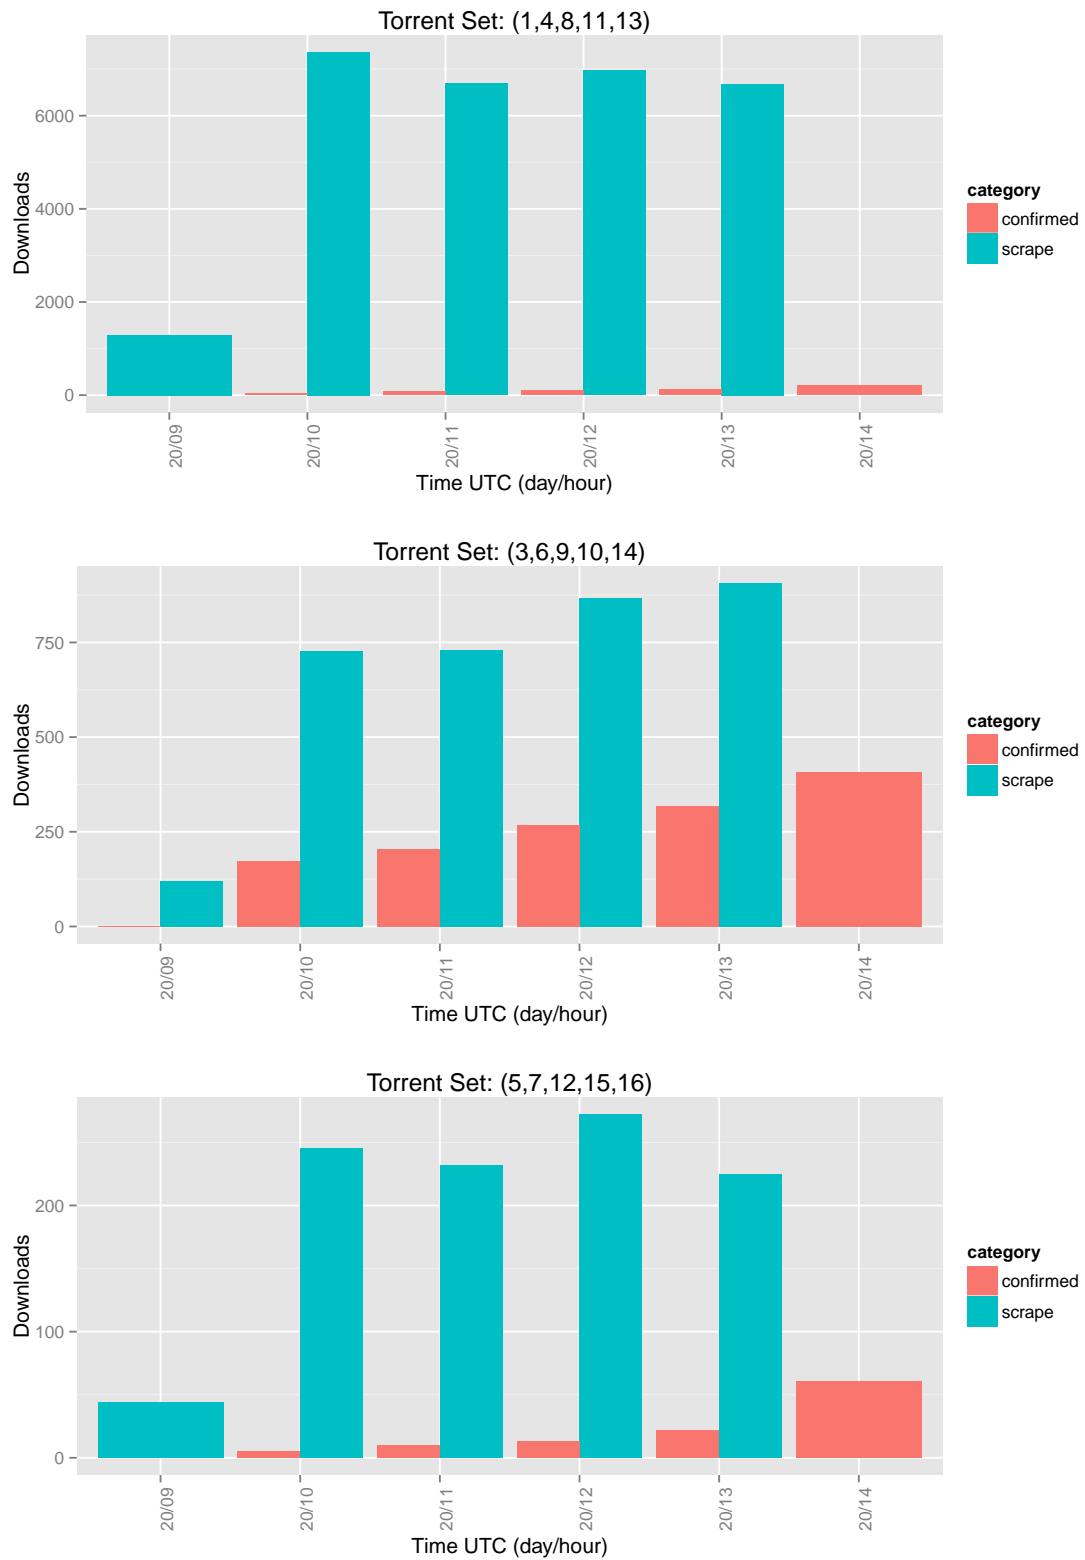 Torrent Set: (1,4,8,11,13)
6000
4000
2000
0
Downloads
20/09
20/10
20/11
20/12
20/13
20/14
Time UTC (day/hour)
category
confirmed
scrape
Torrent Set: (3,6,9,10,14)
750
500
250
0
Downloads
20/09
20/10
20/11
20/12
20/13
20/14
Time UTC (day/hour)
category
confirmed
scrape
Torrent Set: (5,7,12,15,16)
200
100
0
Downloads
20/09
20/10
20/11
20/12
20/13
20/14
Time UTC (day/hour)
category
confirmed
scrape